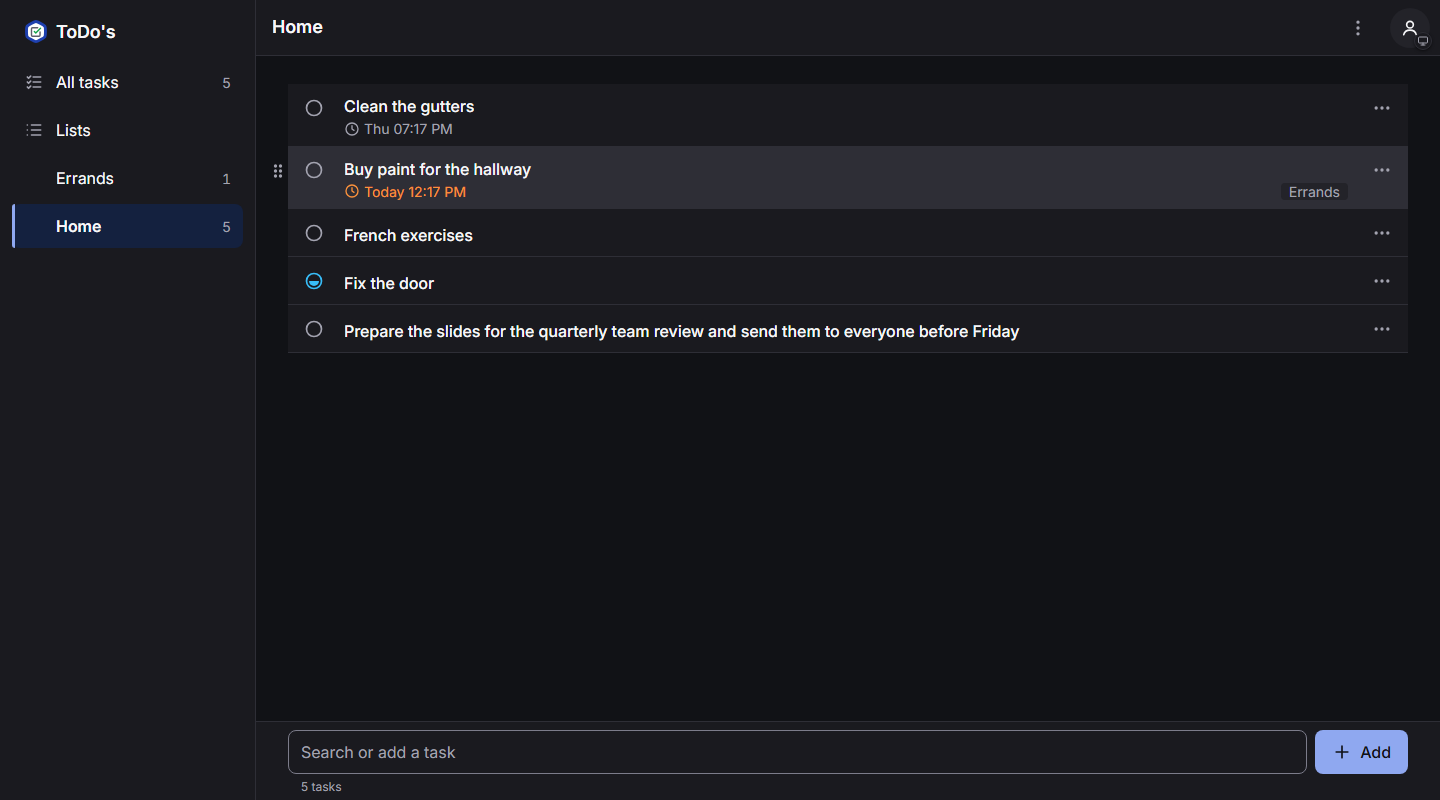 ToDo's
All tasks 5
Lists
Errands 1
Home 5
Home
Clean the gutters
Thu 07:17 PM
Buy paint for the hallway
Today 12:17 PM
Errands
French exercises
Fix the door
Prepare the slides for the quarterly team review and send them to everyone before Friday
Search or add a task
Add
5 tasks